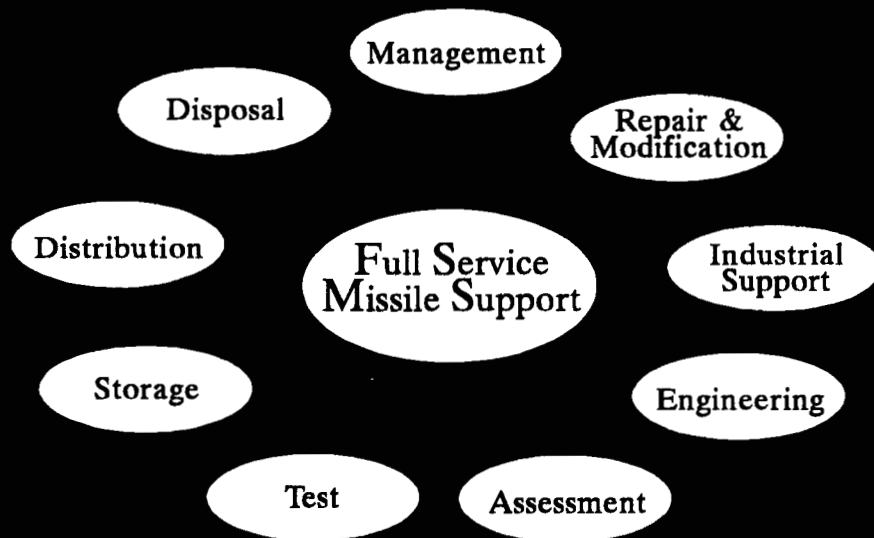 Management
Disposal
Repair &
Modification
Distribution
Full Service
Missile Support
Industrial
Support
Storage
Engineering
Test
Assessment